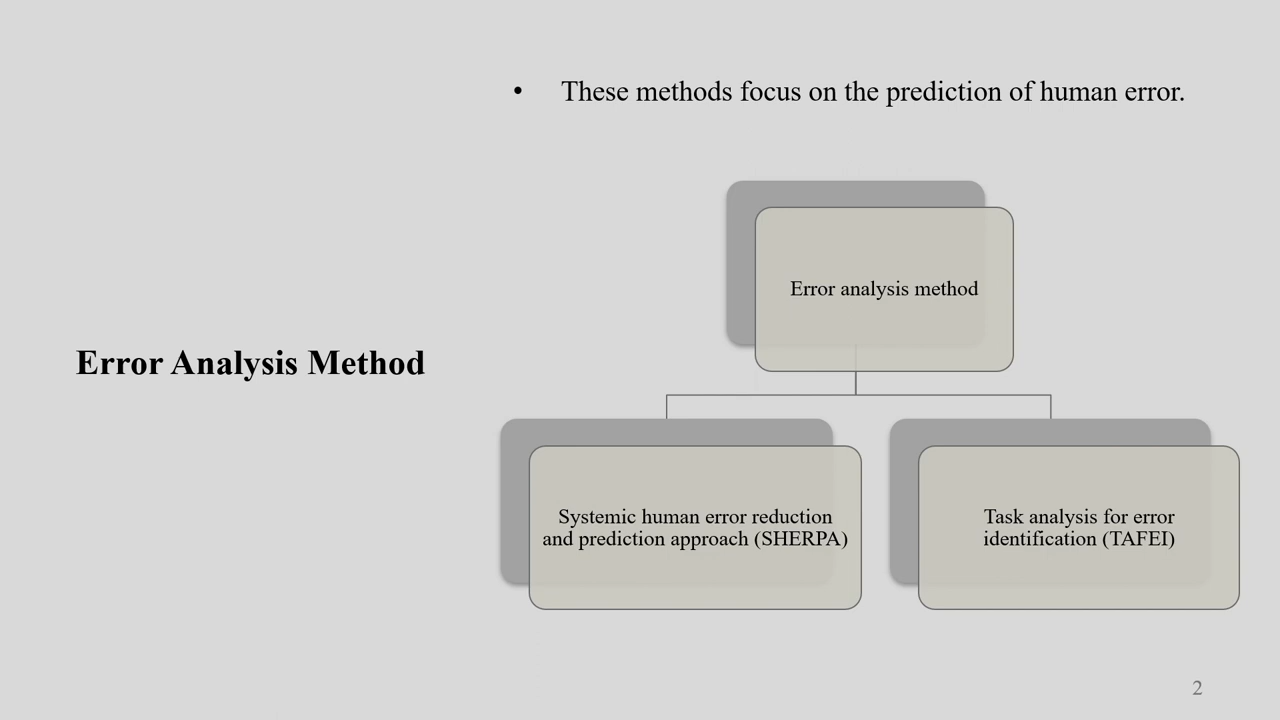 • These methods focus on the prediction of human error.
Error analysis method
Error Analysis Method
Systemic human error reduction
and prediction approach (SHERPA)
Task analysis for error
identification (TAFEI)
2